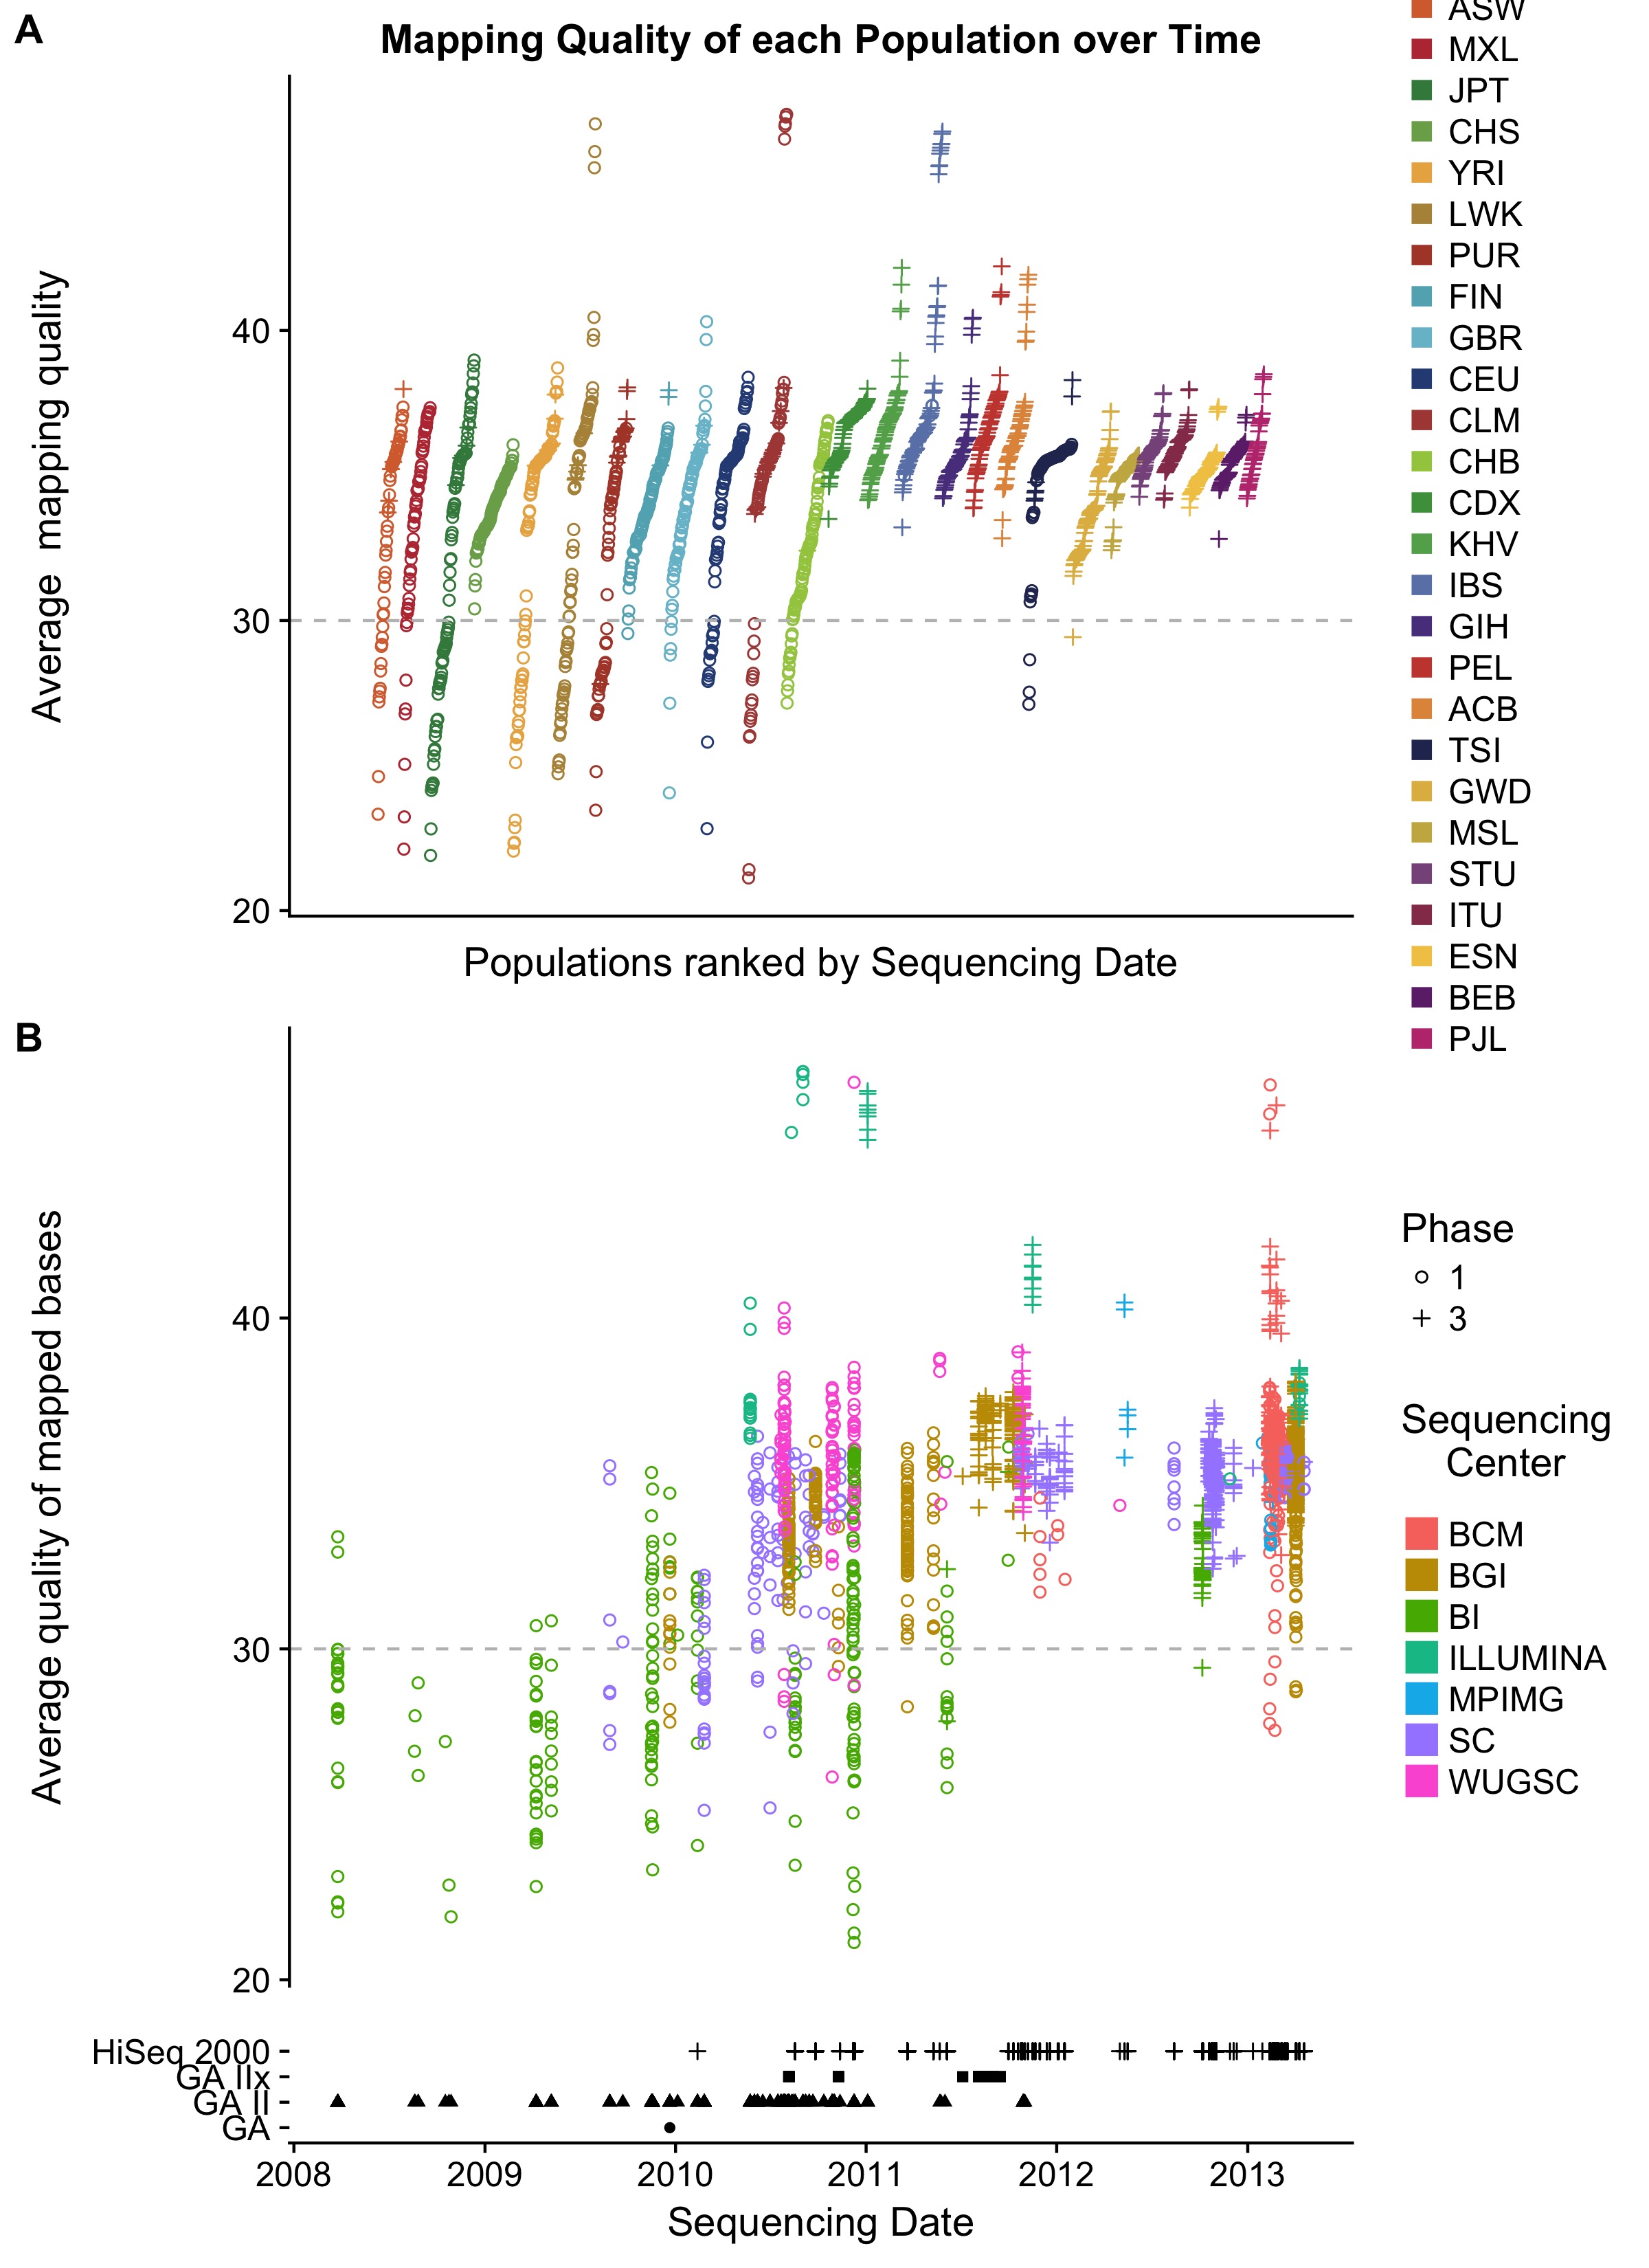 A
Mapping Quality of each Population over Time
Average mapping quality
40
30
20
Populations ranked by Sequencing Date
ASW
MXL
JPT
CHS
YRI
LWK
PUR
FIN
GBR
CEU
CLM
CHB
CDX
KHV
IBS
GIH
PEL
ACB
TSI
GWD
MSL
STU
ITU
ESN
BEB
PJL
B
Average quality of mapped bases
40
30
20
HiSeq 2000
GA IIx
GA II
GA
2008 2009 2010 2011 2012 2013
Sequencing Date
Phase
1
3
Sequencing
Center
BCM
BGI
BI
ILLUMINA
MPIMG
SC
WUGSC